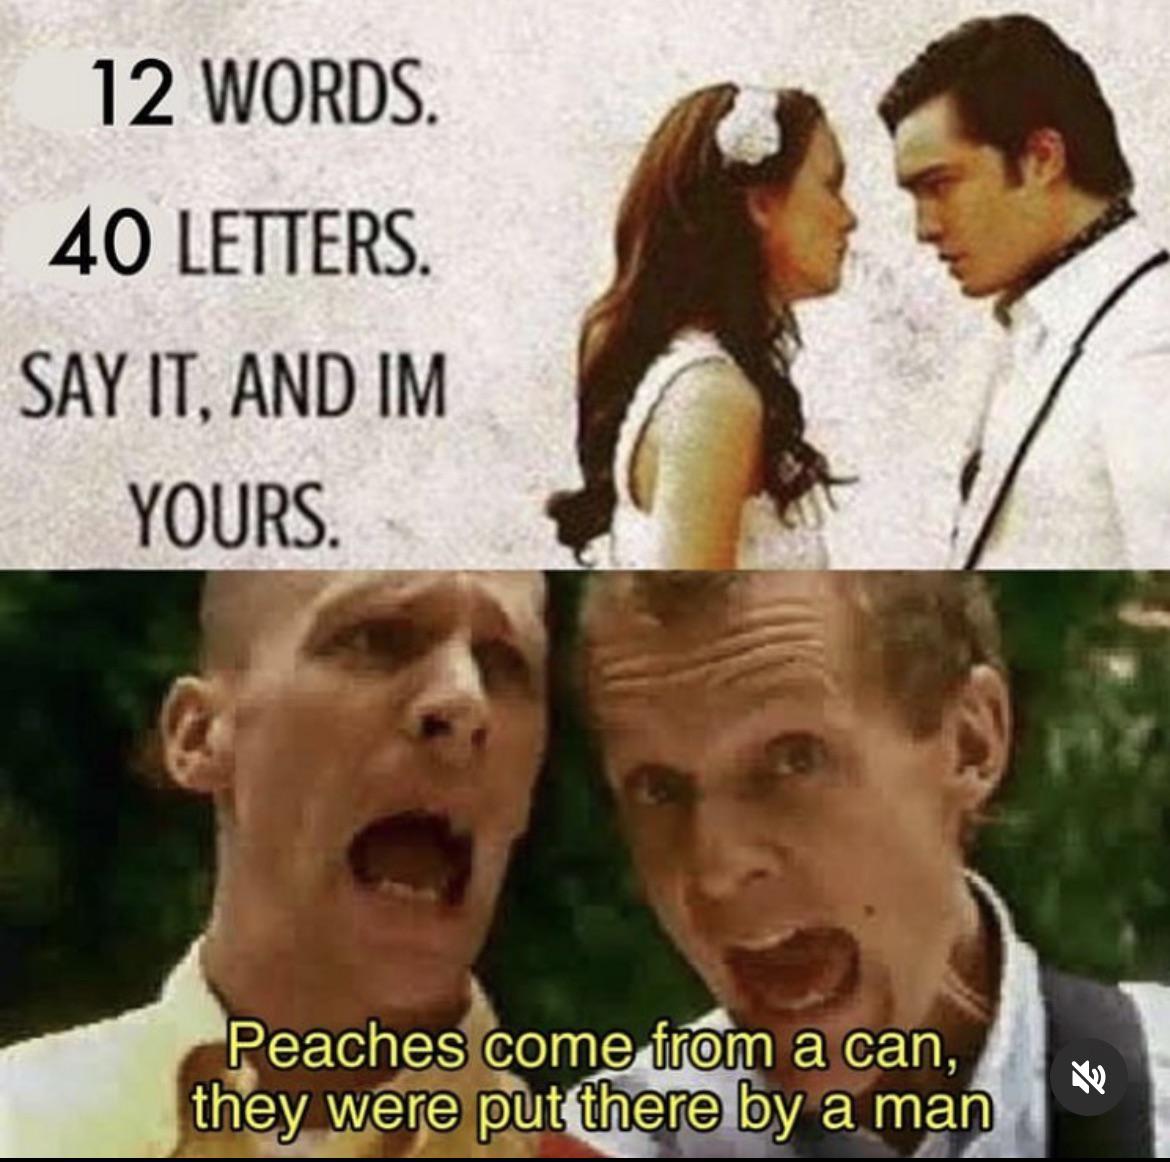 12 WORDS.
40 LETTERS.
SAY IT, AND IM
YOURS.
Peaches come from a can,
they were put there by a man